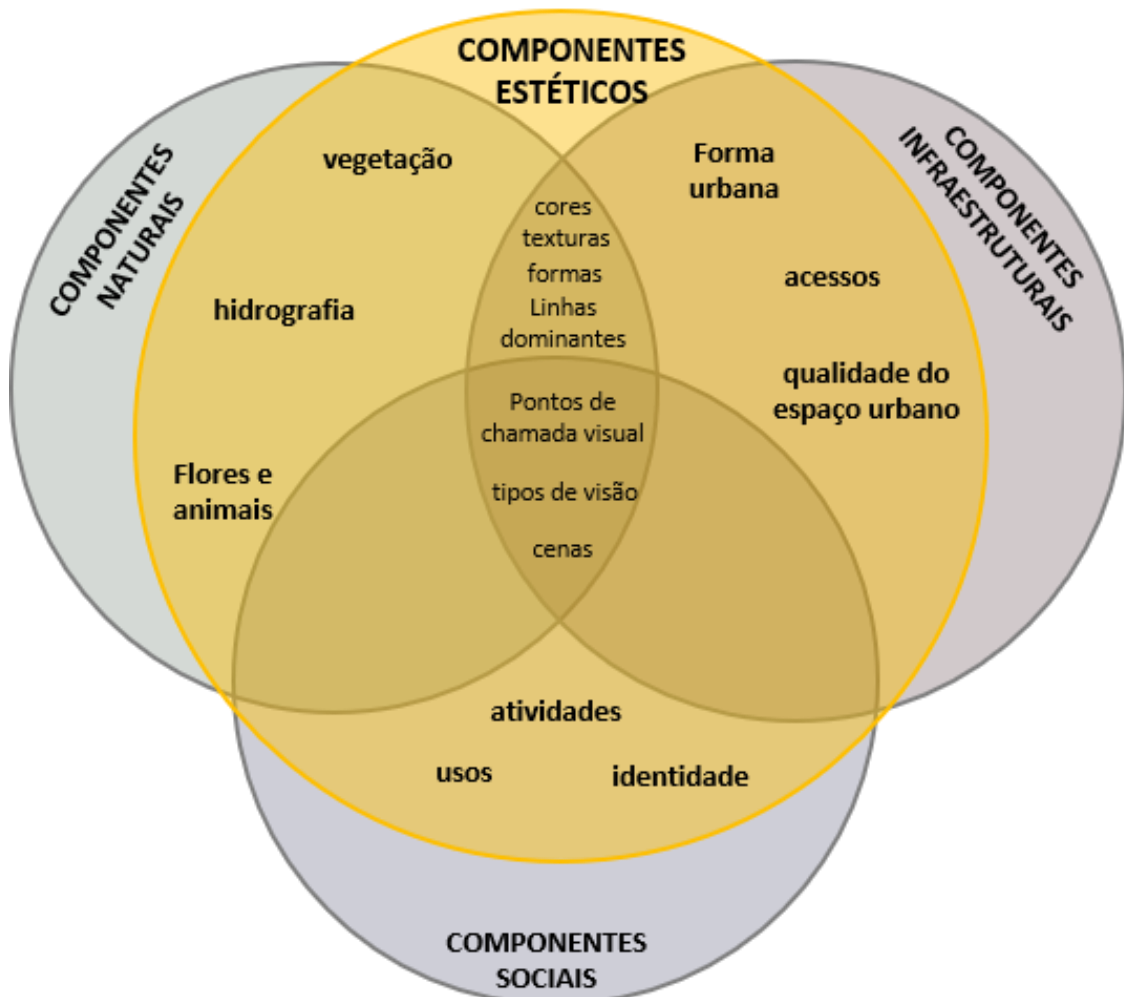 COMPONENTES
ESTÉTICOS
COMPONENTES
NATURAIS
COMPONENTES
INFRAESTRUTURAIS
vegetação
Forma
urbana
cores
texturas
formas
Linhas
dominantes
hidrografia
acessos
qualidade do
espaço urbano
Pontos de
chamada visual
tipos de visão
cenas
Flores e
animais
atividades
usos
identidade
COMPONENTES
SOCIAIS